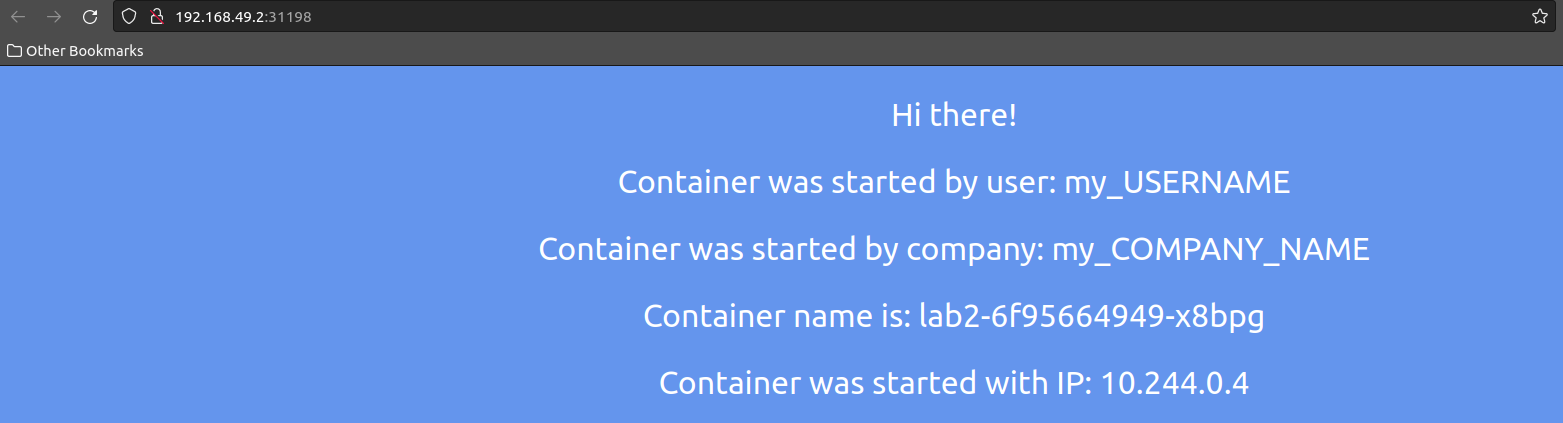 192.168.49.2:31198
Other Bookmarks
Hi there!
Container was started by user: my_USERNAME
Container was started by company: my_COMPANY_NAME
Container name is: lab2-6f95664949-x8bpg
Container was started with IP: 10.244.0.4